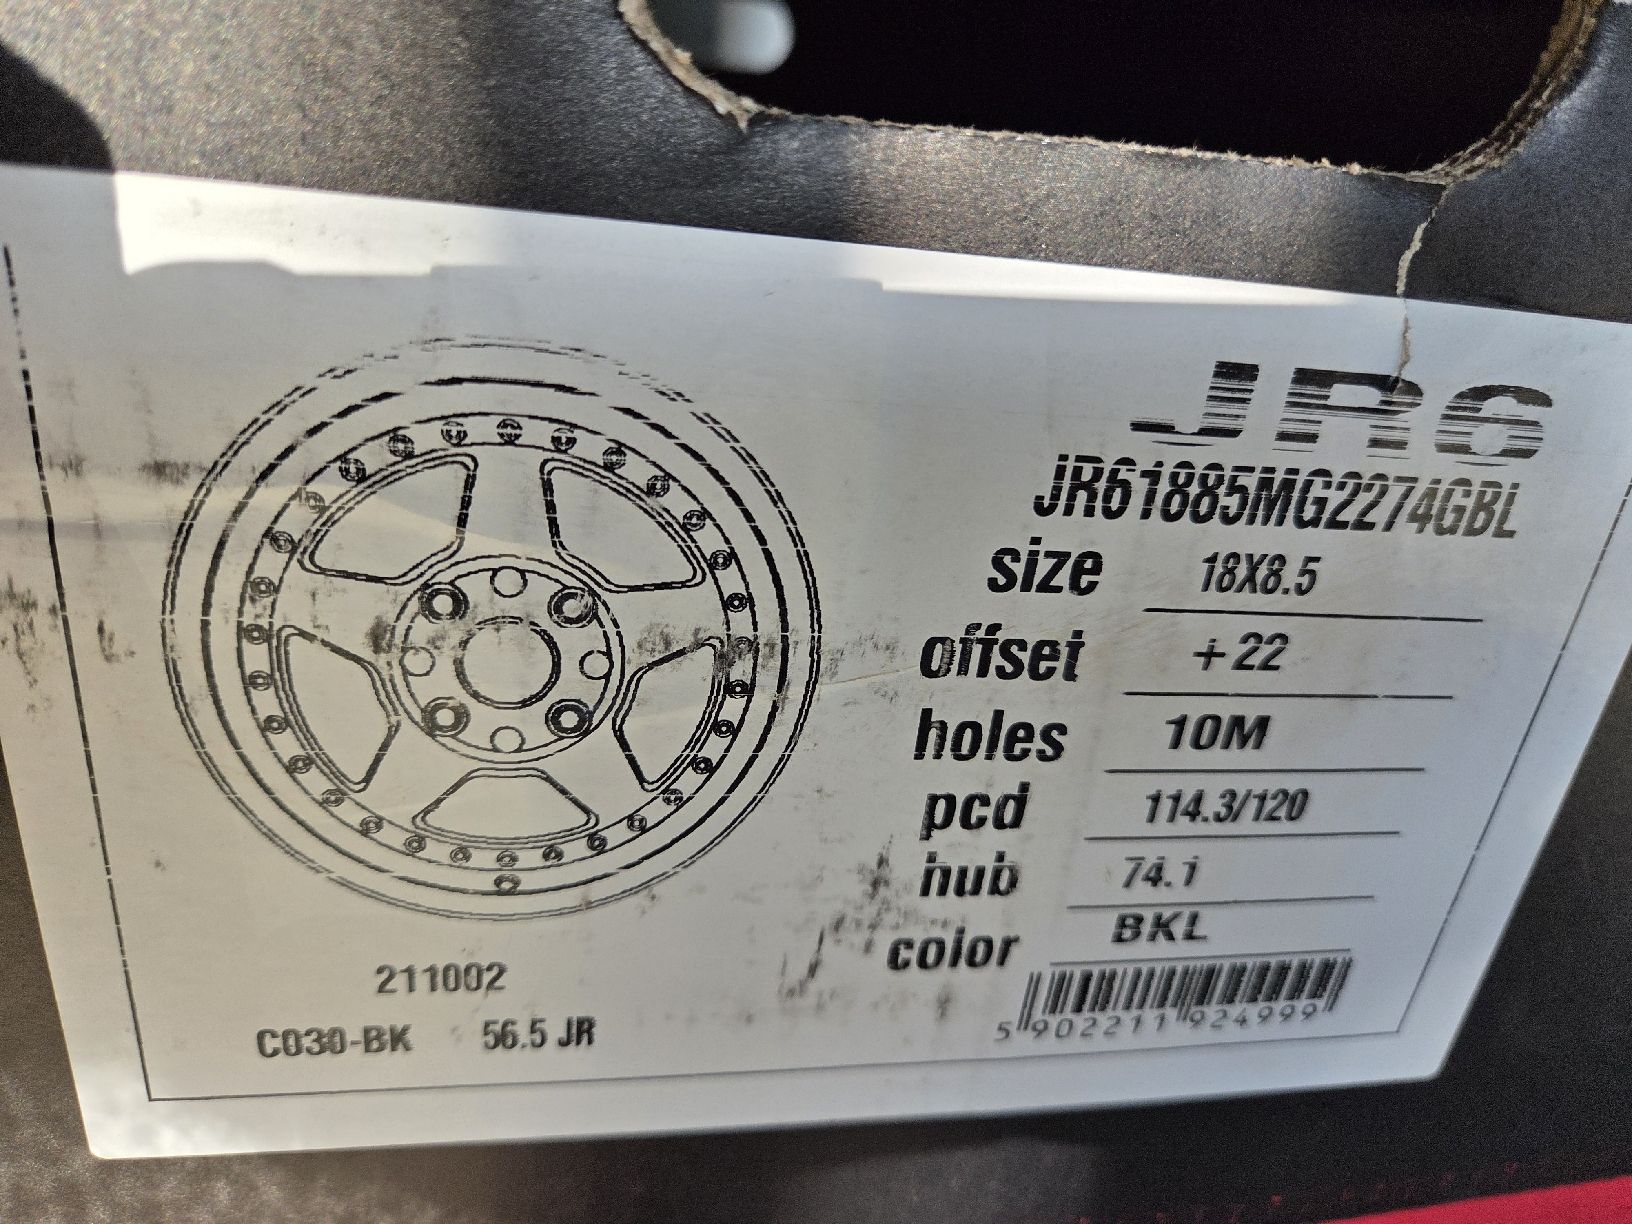 JR6
JR61885MG2274GBL
size 18X8.5
offset +22
holes 10M
pcd 114.3/120
hub 74.1
color BKL
5 902211 924999
211002
C030-BK 56.5 JR